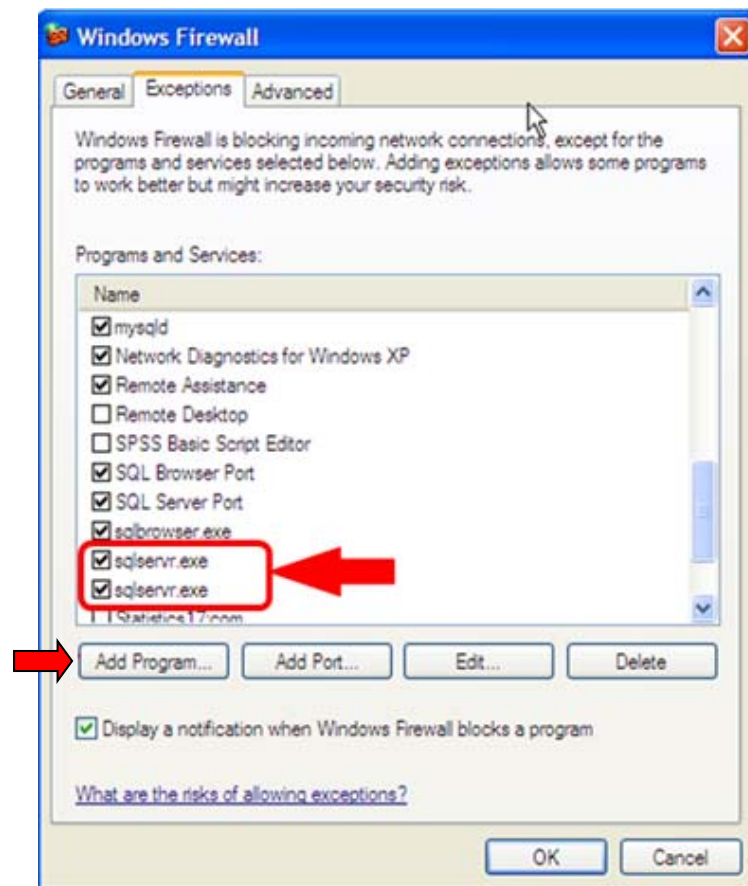 Windows Firewall
General Exceptions Advanced
Windows Firewall is blocking incoming network connections, except for the
programs and services selected below. Adding exceptions allows some programs
to work better but might increase your security risk.
Programs and Services:
Name
mysqld
Network Diagnostics for Windows XP
Remote Assistance
Remote Desktop
SPSS Basic Script Editor
SQL Browser Port
SQL Server Port
sqlbrowser.exe
sqlservr.exe
sqlservr.exe
Statistics17:com
Add Program... Add Port... Edit... Delete
Display a notification when Windows Firewall blocks a program
What are the risks of allowing exceptions?
OK Cancel